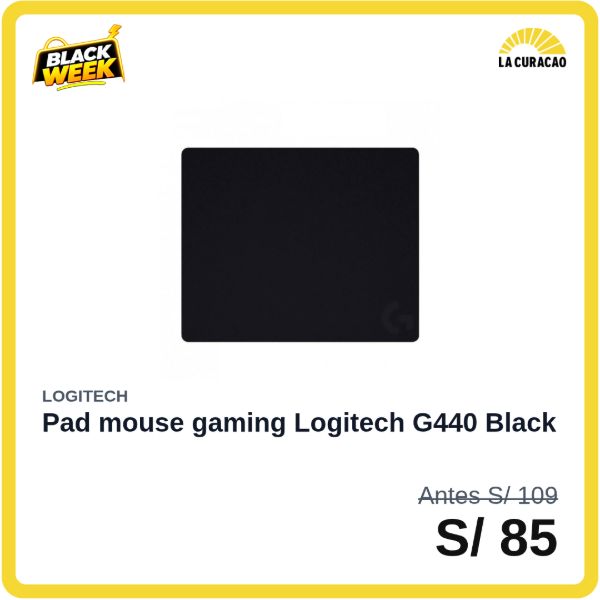 BLACK
WEEK
LA CURACAO
G
LOGITECH
Pad mouse gaming Logitech G440 Black
Antes S/ 109
S/ 85